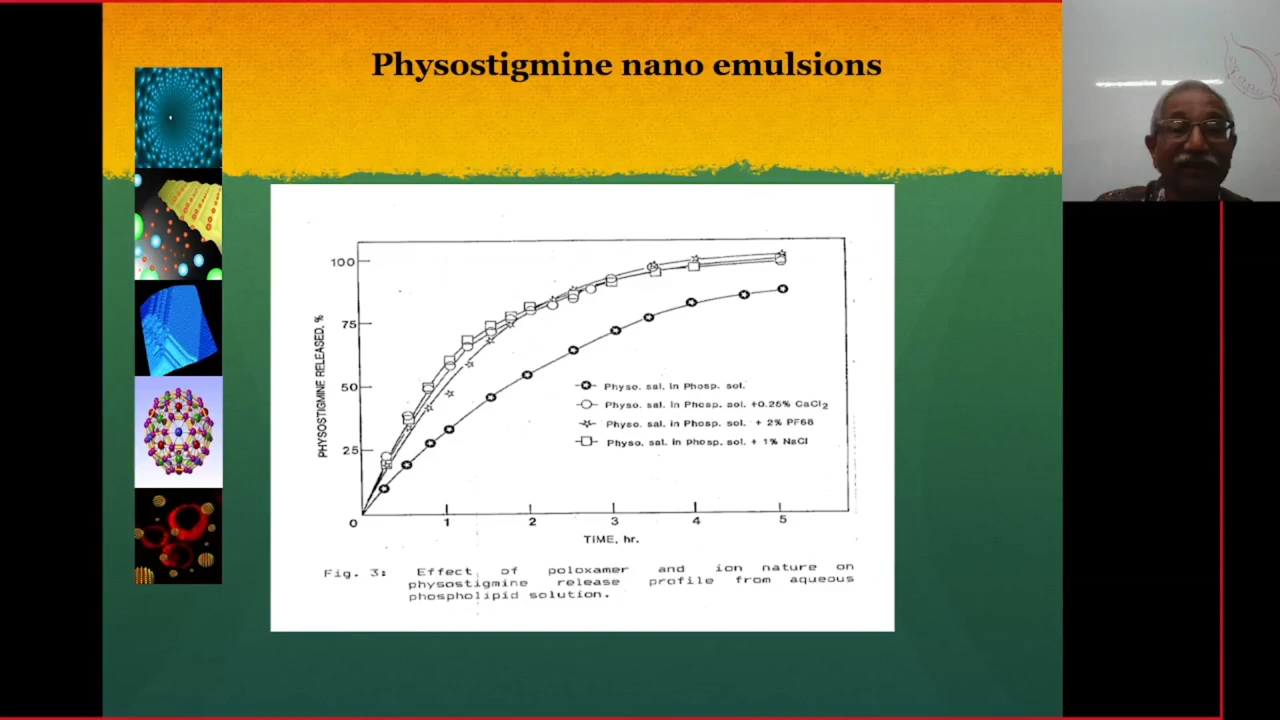 Physostigmine nano emulsions
PHYSOSTIGMINE RELEASED, %
100
75
50
25
0
1
2
3
4
5
TIME, hr.
Physo. sal. in Phosp. sol.
Physo. sal. in Phosp. sol. +0.25% CaCl2
Physo. sal. in Phosp. sol. + 2% PF68
Physo. sal. in Phosp. sol. + 1% NaCl
Fig. 3: Effect of poloxamer and ion nature on
physostigmine release profile from aqueous
phospholipid solution.